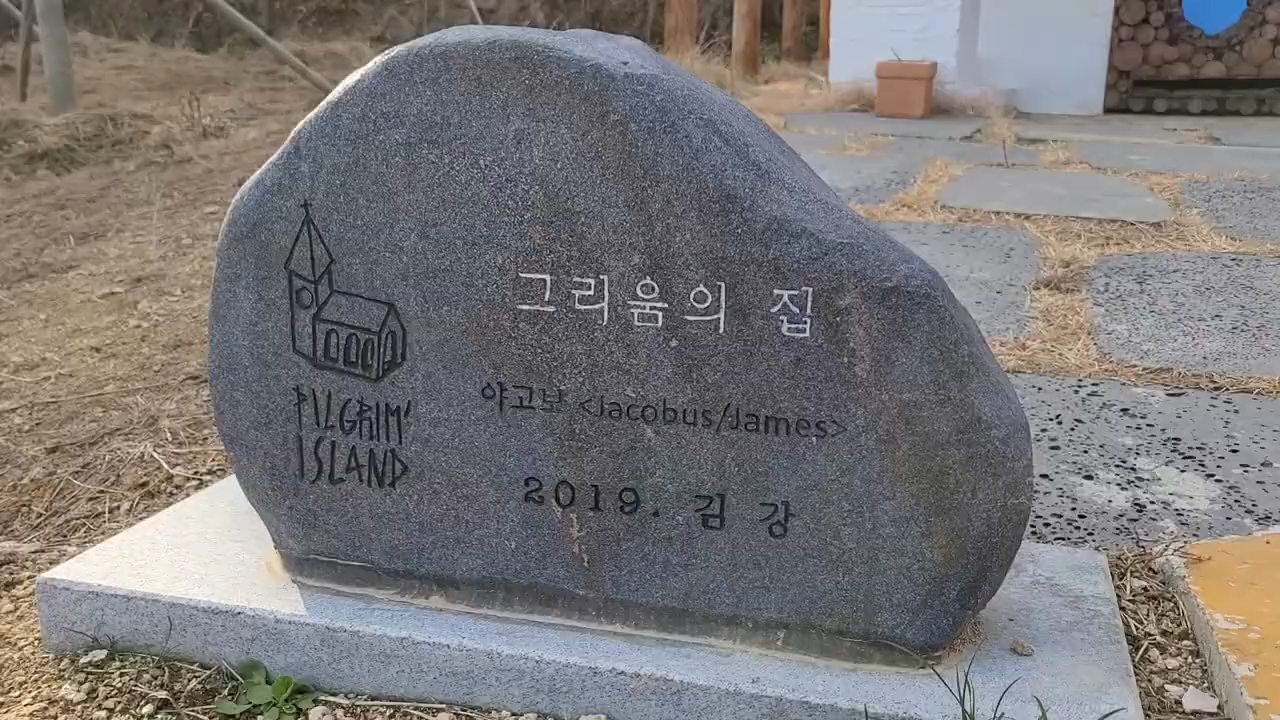 PILGRIM'
ISLAND
그리움의 집
야고보 <Jacobus/James>
2019. 김 강